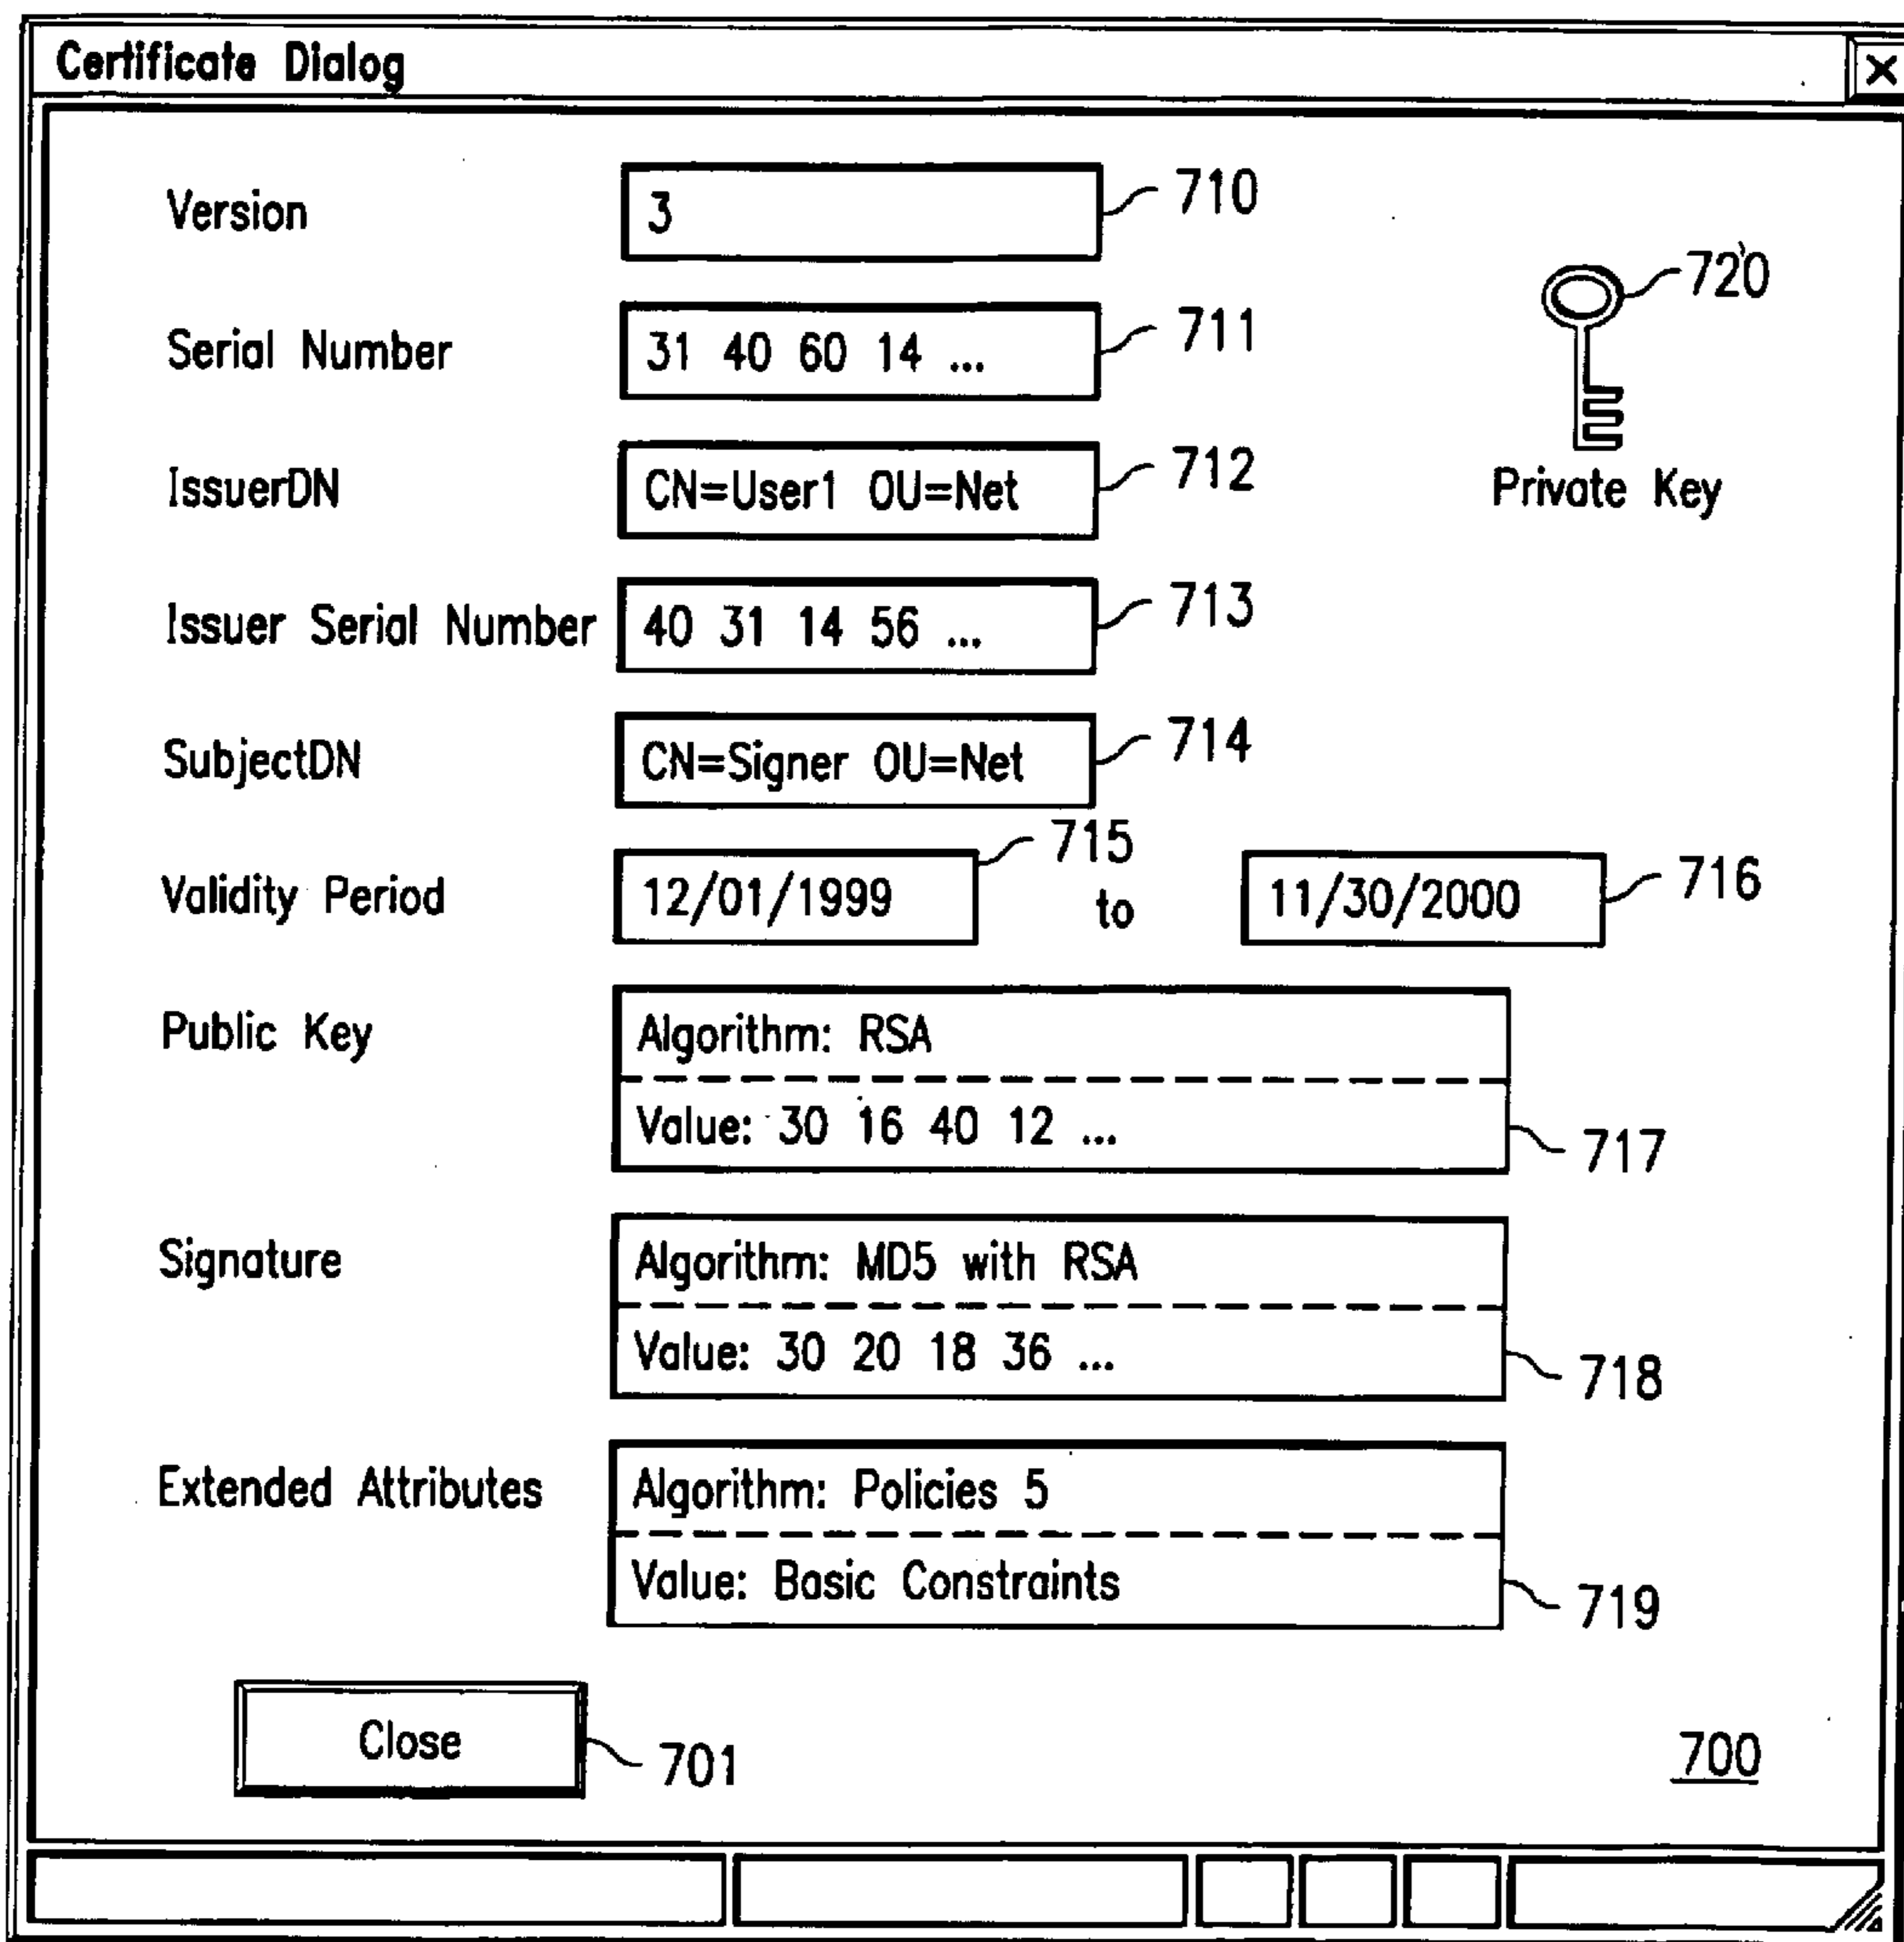 Certificate Dialog X
Version 3 710
720
Serial Number 31 40 60 14 ... 711
IssuerDN CN=User1 OU=Net 712
Private Key
Issuer Serial Number 40 31 14 56 ... 713
SubjectDN CN=Signer OU=Net 714
Validity Period 12/01/1999 715 to 11/30/2000 716
Public Key Algorithm: RSA
Value: 30 16 40 12 ... 717
Signature Algorithm: MD5 with RSA
Value: 30 20 18 36 ... 718
Extended Attributes Algorithm: Policies 5
Value: Basic Constraints 719
Close 701 700